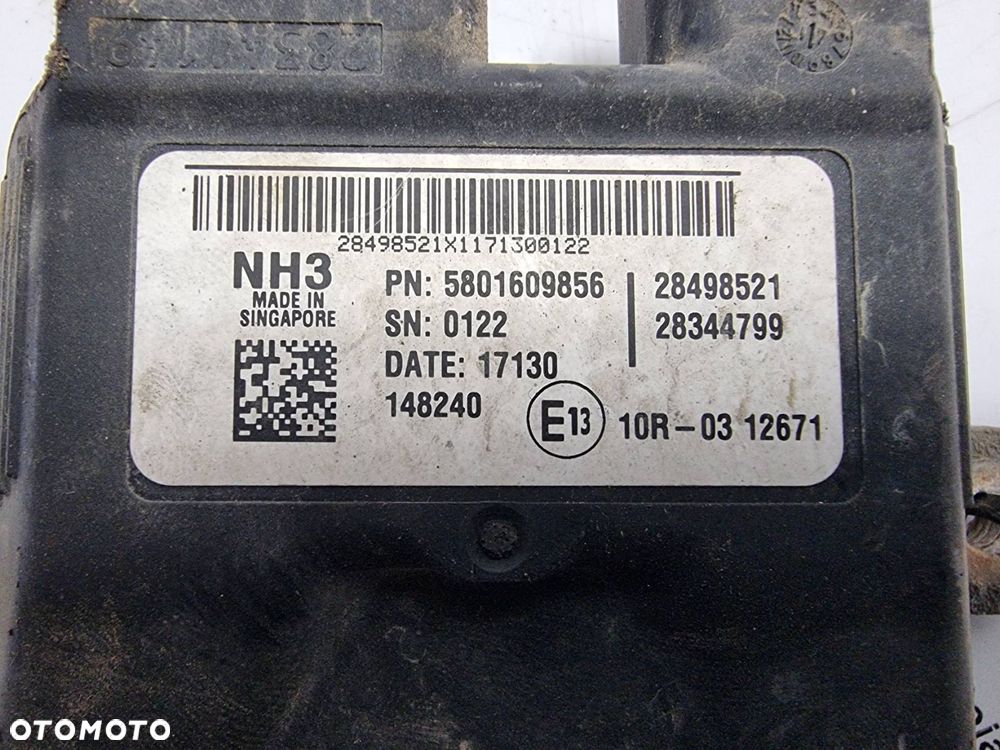 28498521X1171300122
NH3
MADE IN
SINGAPORE
PN: 5801609856
28498521
SN: 0122
28344799
DATE: 17130
148240
E13
10R-03 12671
OTOMOTO